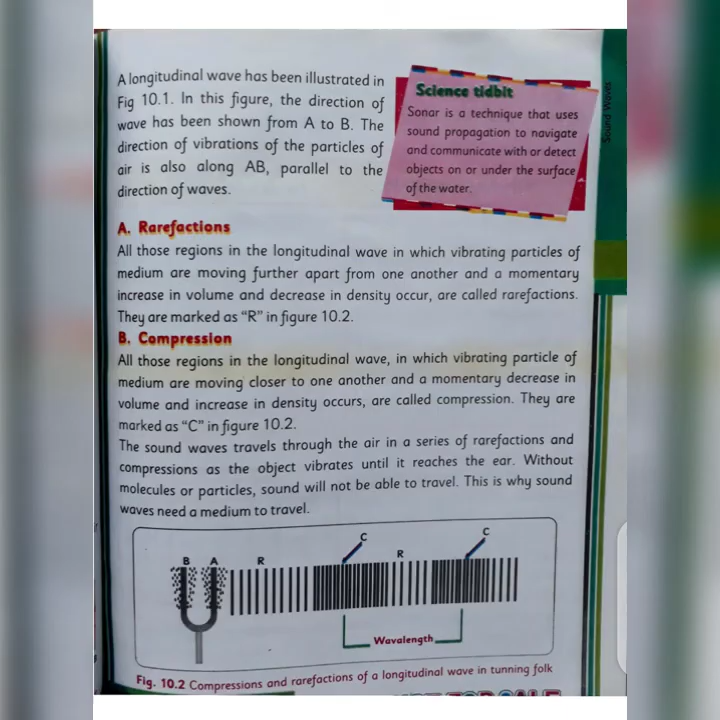 A longitudinal wave has been illustrated in
Fig 10.1. In this figure, the direction of
wave has been shown from A to B. The
direction of vibrations of the particles of
air is also along AB, parallel to the
direction of waves.
Science tidbit
Sonar is a technique that uses
sound propagation to navigate
and communicate with or detect
objects on or under the surface
of the water.
Sound Waves
A. Rarefactions
All those regions in the longitudinal wave in which vibrating particles of
medium are moving further apart from one another and a momentary
increase in volume and decrease in density occur, are called rarefactions.
They are marked as “R” in figure 10.2.
B. Compression
All those regions in the longitudinal wave, in which vibrating particle of
medium are moving closer to one another and a momentary decrease in
volume and increase in density occurs, are called compression. They are
marked as “C” in figure 10.2.
The sound waves travels through the air in a series of rarefactions and
compressions as the object vibrates until it reaches the ear. Without
molecules or particles, sound will not be able to travel. This is why sound
waves need a medium to travel.
B A R C R C
Wavalength
Fig. 10.2 Compressions and rarefactions of a longitudinal wave in tunning folk